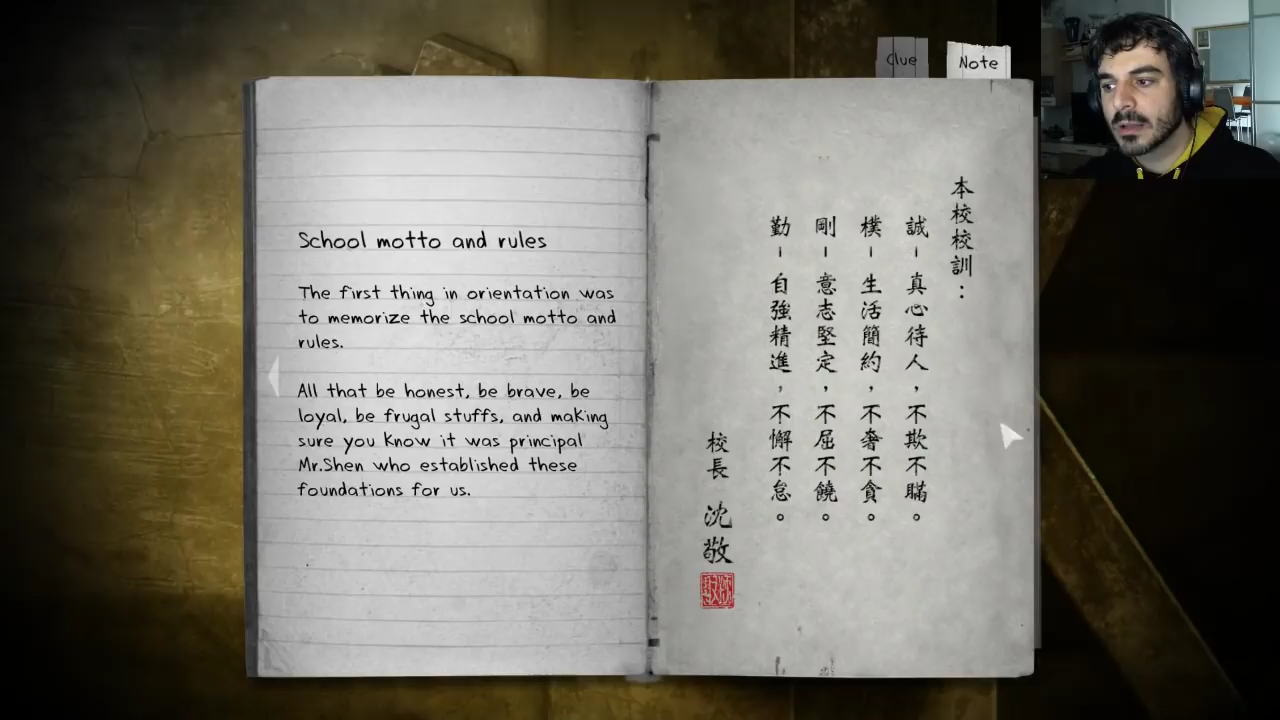 Clue
Note
School motto and rules
The first thing in orientation was
to memorize the school motto and
rules.
All that be honest, be brave, be
loyal, be frugal stuffs, and making
sure you know it was principal
Mr.Shen who established these
foundations for us.
本校校訓：
誠－真心待人，不欺不瞞。
樸－生活簡約，不奢不貪。
剛－意志堅定，不屈不饒。
勤－自強精進，不懈不怠。
校長 沈敬